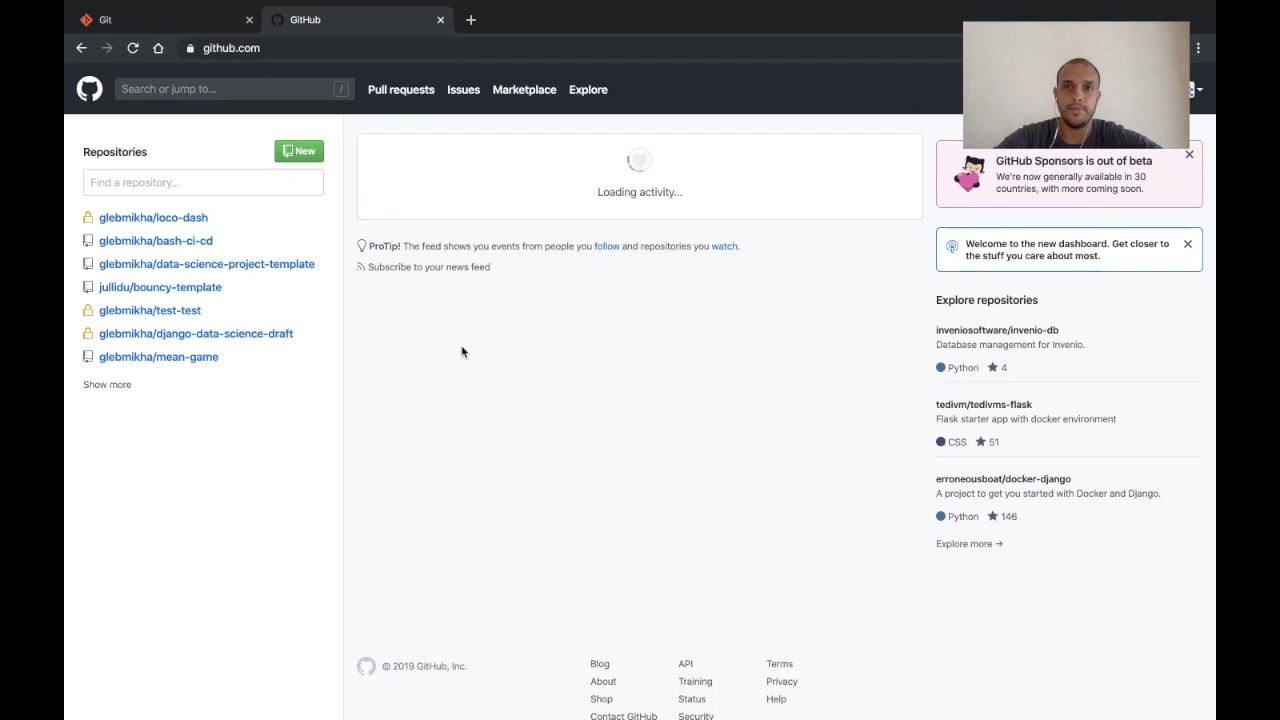 Git
GitHub
github.com
Search or jump to...
/
Pull requests
Issues
Marketplace
Explore
Repositories
New
Find a repository...
glebmikha/loco-dash
glebmikha/bash-ci-cd
glebmikha/data-science-project-template
jullidu/bouncy-template
glebmikha/test-test
glebmikha/django-data-science-draft
glebmikha/mean-game
Show more
Loading activity...
ProTip! The feed shows you events from people you follow and repositories you watch.
Subscribe to your news feed
GitHub Sponsors is out of beta
We're now generally available in 30
countries, with more coming soon.
Welcome to the new dashboard. Get closer to
the stuff you care about most.
Explore repositories
inveniosoftware/invenio-db
Database management for Invenio.
Python 4
tedivm/tedivms-flask
Flask starter app with docker environment
CSS 51
erroneousboat/docker-django
A project to get you started with Docker and Django.
Python 146
Explore more →
© 2019 GitHub, Inc.
Blog
About
Shop
Contact GitHub
API
Training
Status
Security
Terms
Privacy
Help